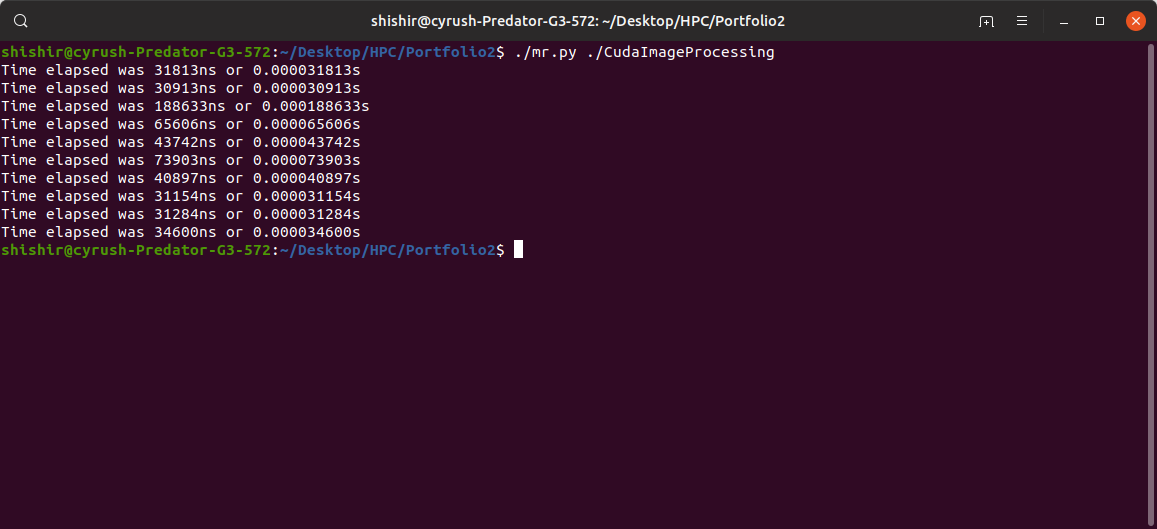 shishir@cyrush-Predator-G3-572: ~/Desktop/HPC/Portfolio2
shishir@cyrush-Predator-G3-572:~/Desktop/HPC/Portfolio2$ ./mr.py ./CudaImageProcessing
Time elapsed was 31813ns or 0.000031813s
Time elapsed was 30913ns or 0.000030913s
Time elapsed was 188633ns or 0.000188633s
Time elapsed was 65606ns or 0.000065606s
Time elapsed was 43742ns or 0.000043742s
Time elapsed was 73903ns or 0.000073903s
Time elapsed was 40897ns or 0.000040897s
Time elapsed was 31154ns or 0.000031154s
Time elapsed was 31284ns or 0.000031284s
Time elapsed was 34600ns or 0.000034600s
shishir@cyrush-Predator-G3-572:~/Desktop/HPC/Portfolio2$